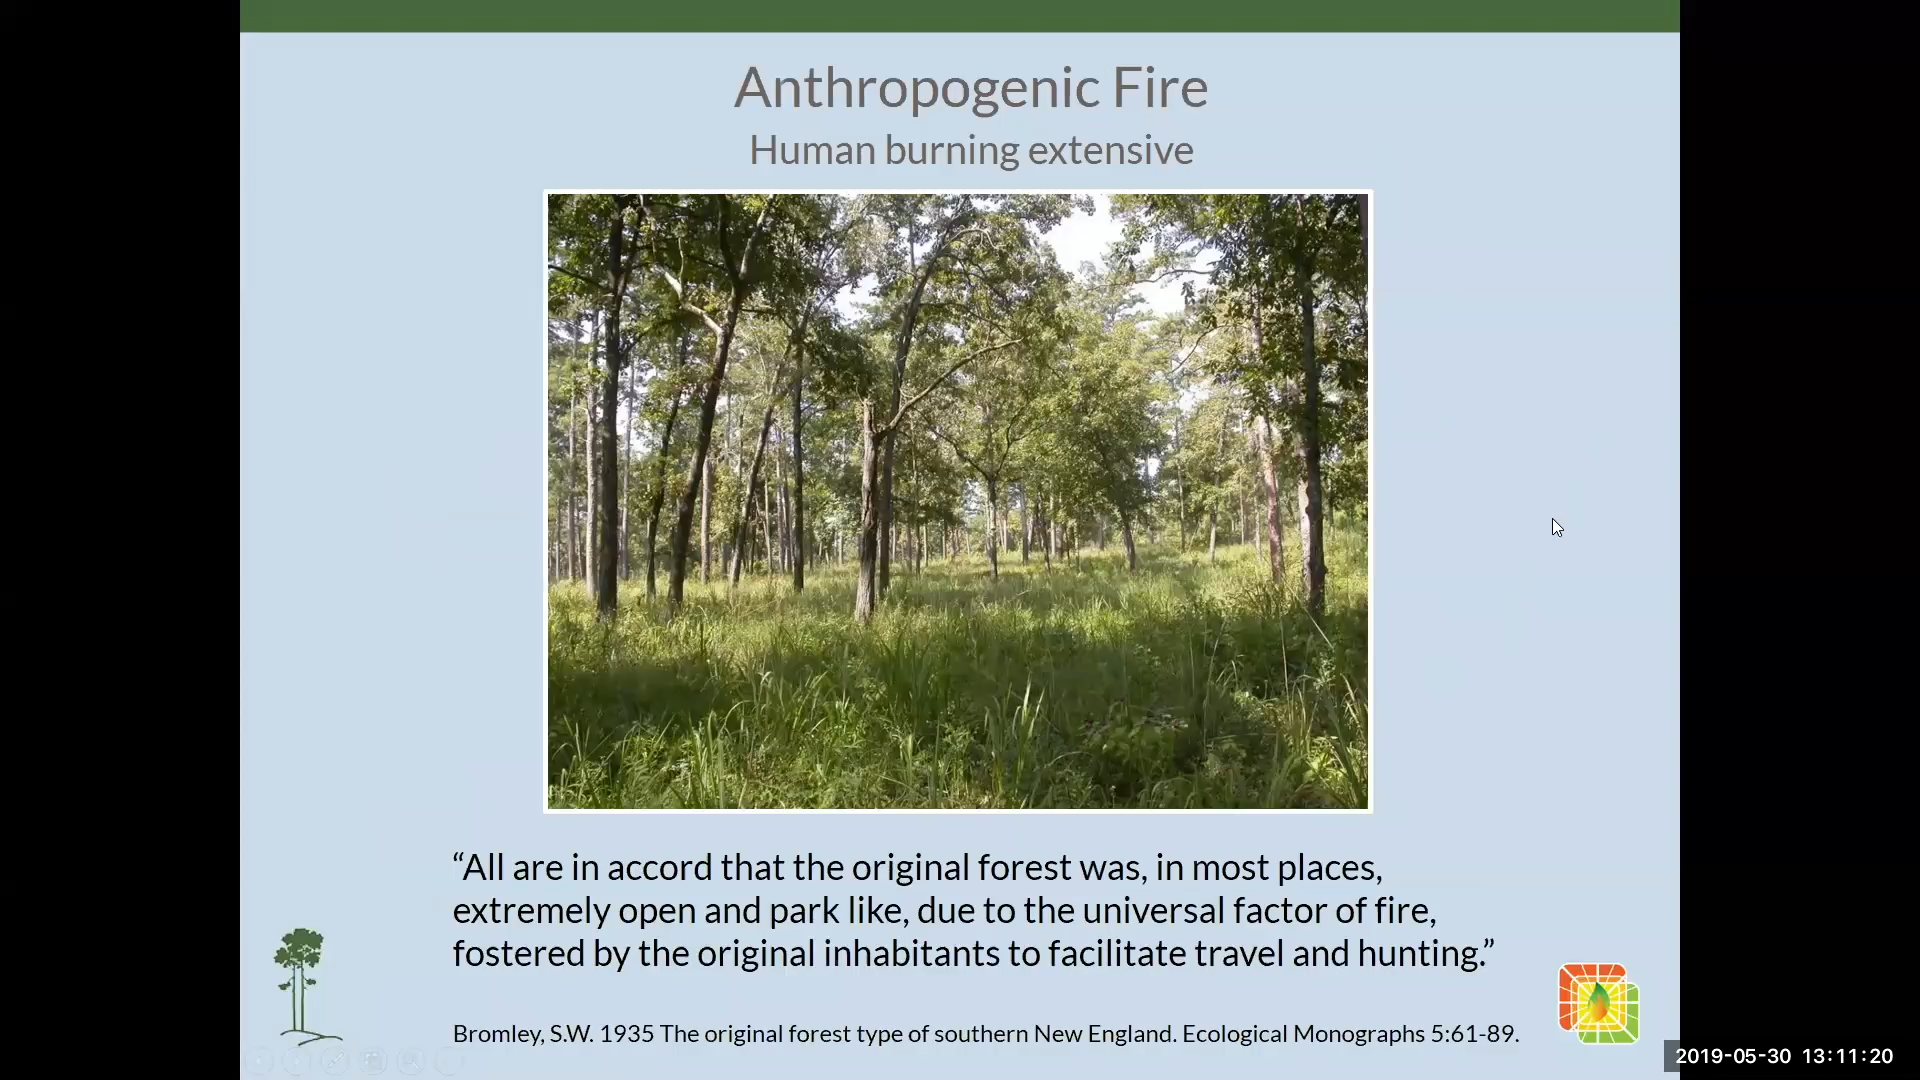 Anthropogenic Fire
Human burning extensive
“All are in accord that the original forest was, in most places,
extremely open and park like, due to the universal factor of fire,
fostered by the original inhabitants to facilitate travel and hunting.”
Bromley, S.W. 1935 The original forest type of southern New England. Ecological Monographs 5:61-89.
2019-05-30 13:11:20